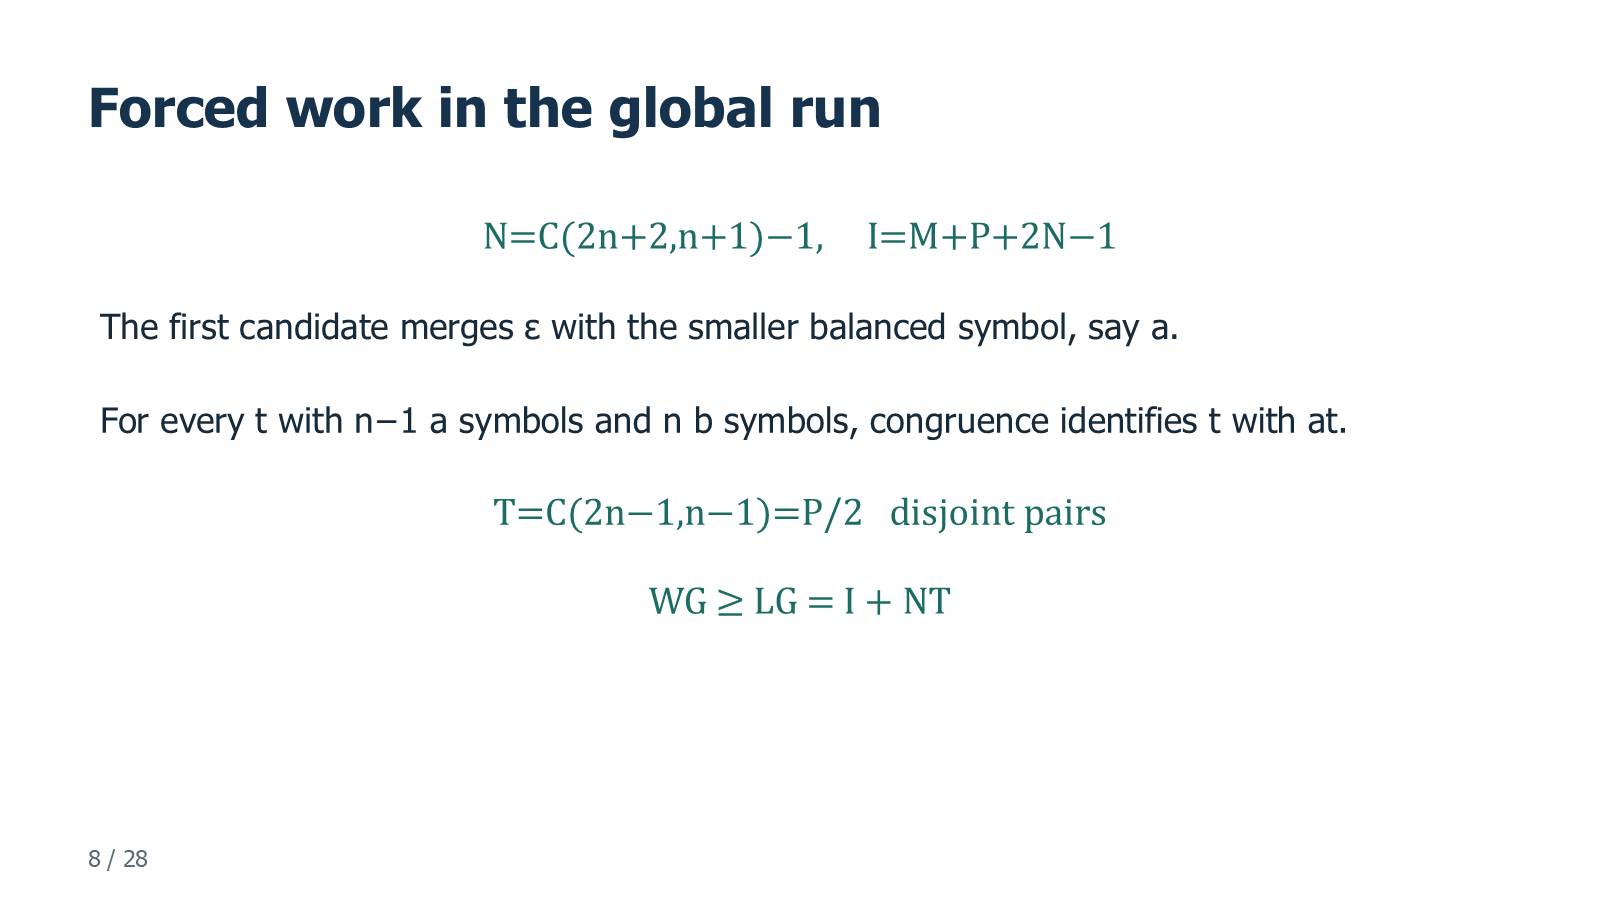 Forced work in the global run
N=C(2n+2,n+1)−1, I=M+P+2N−1
The first candidate merges ε with the smaller balanced symbol, say a.
For every t with n−1 a symbols and n b symbols, congruence identifies t with at.
T=C(2n−1,n−1)=P/2 disjoint pairs
WG ≥ LG = I + NT
8 / 28